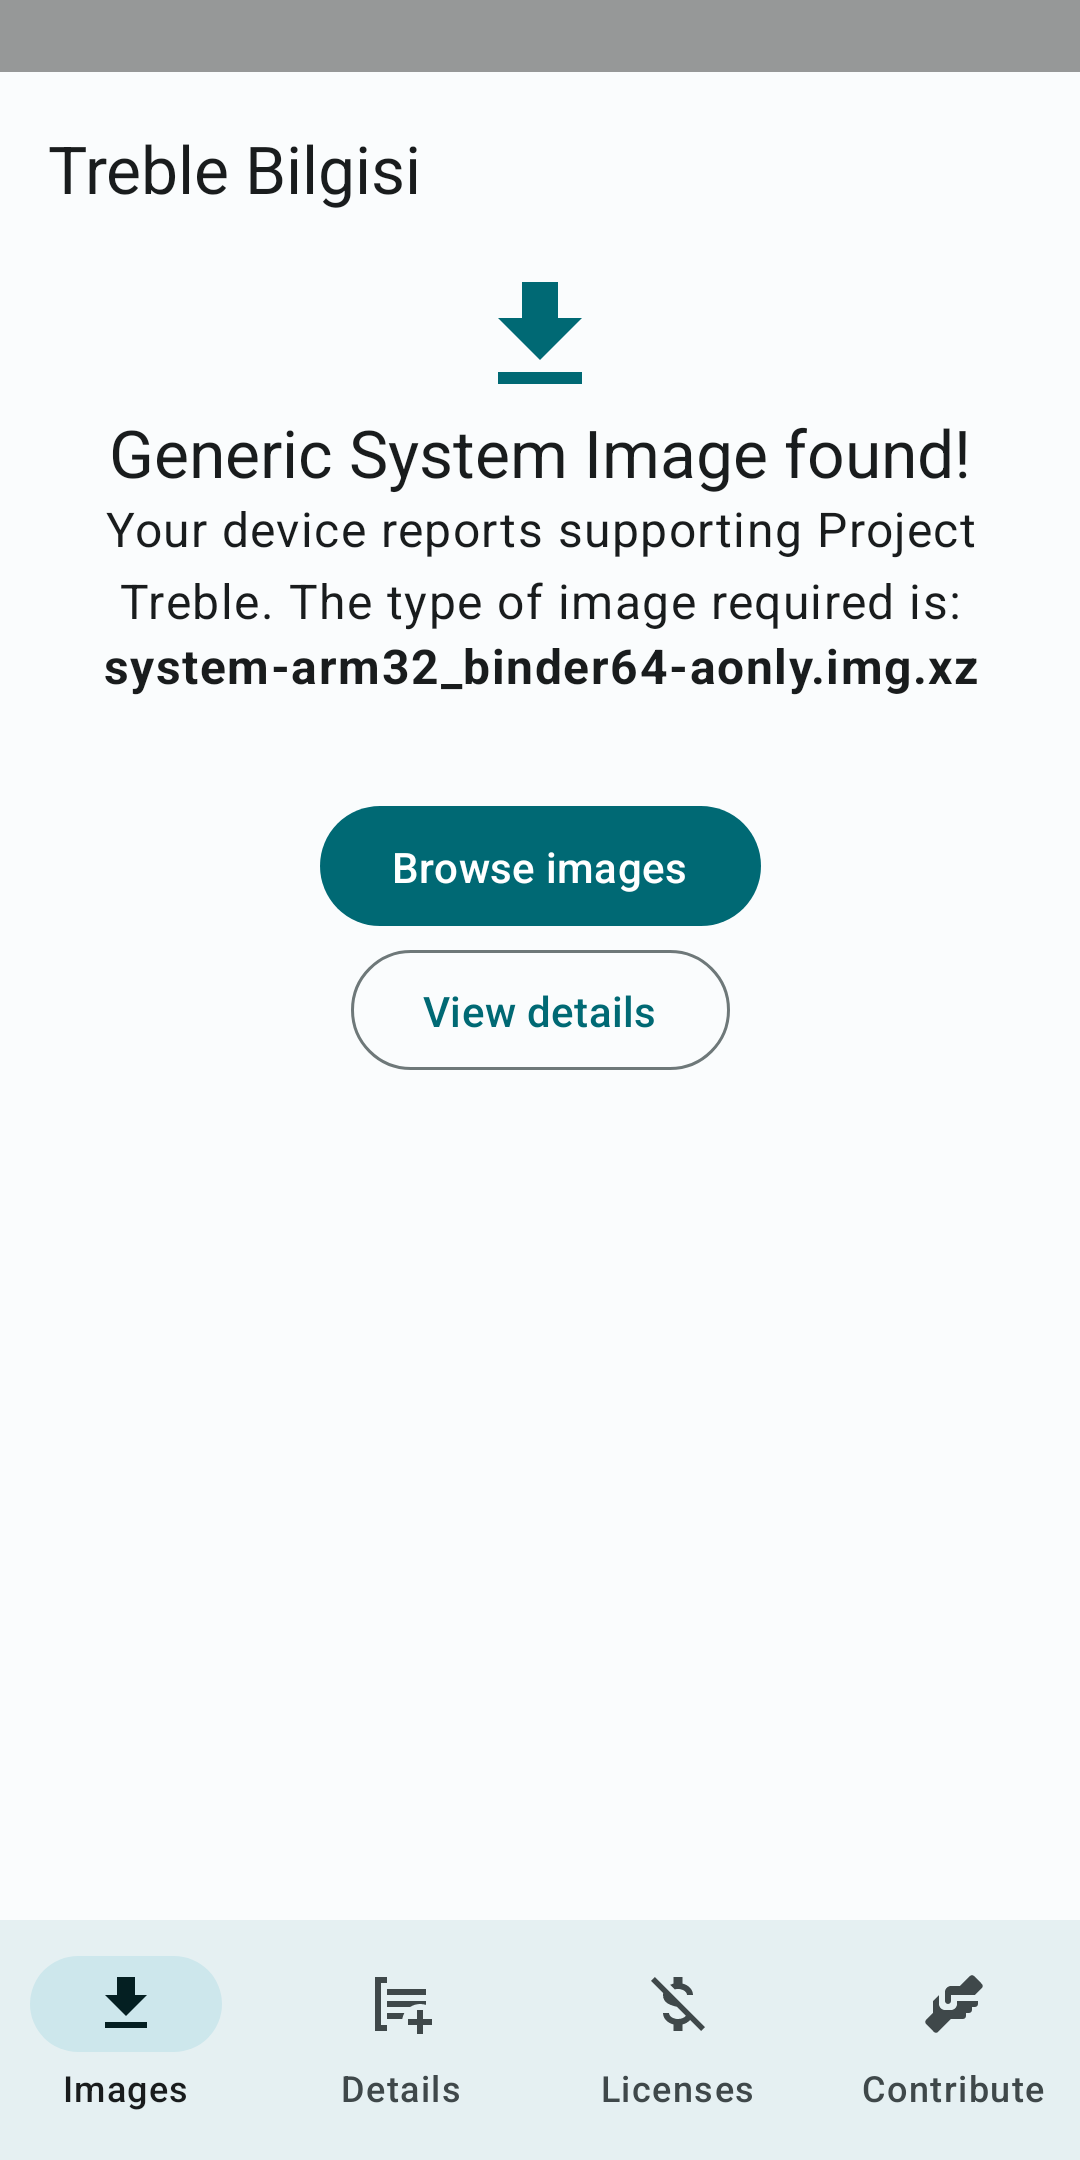 Treble Bilgisi
Generic System Image found!
Your device reports supporting Project
Treble. The type of image required is:
system-arm32_binder64-aonly.img.xz
Browse images
View details
Images
Details
Licenses
Contribute